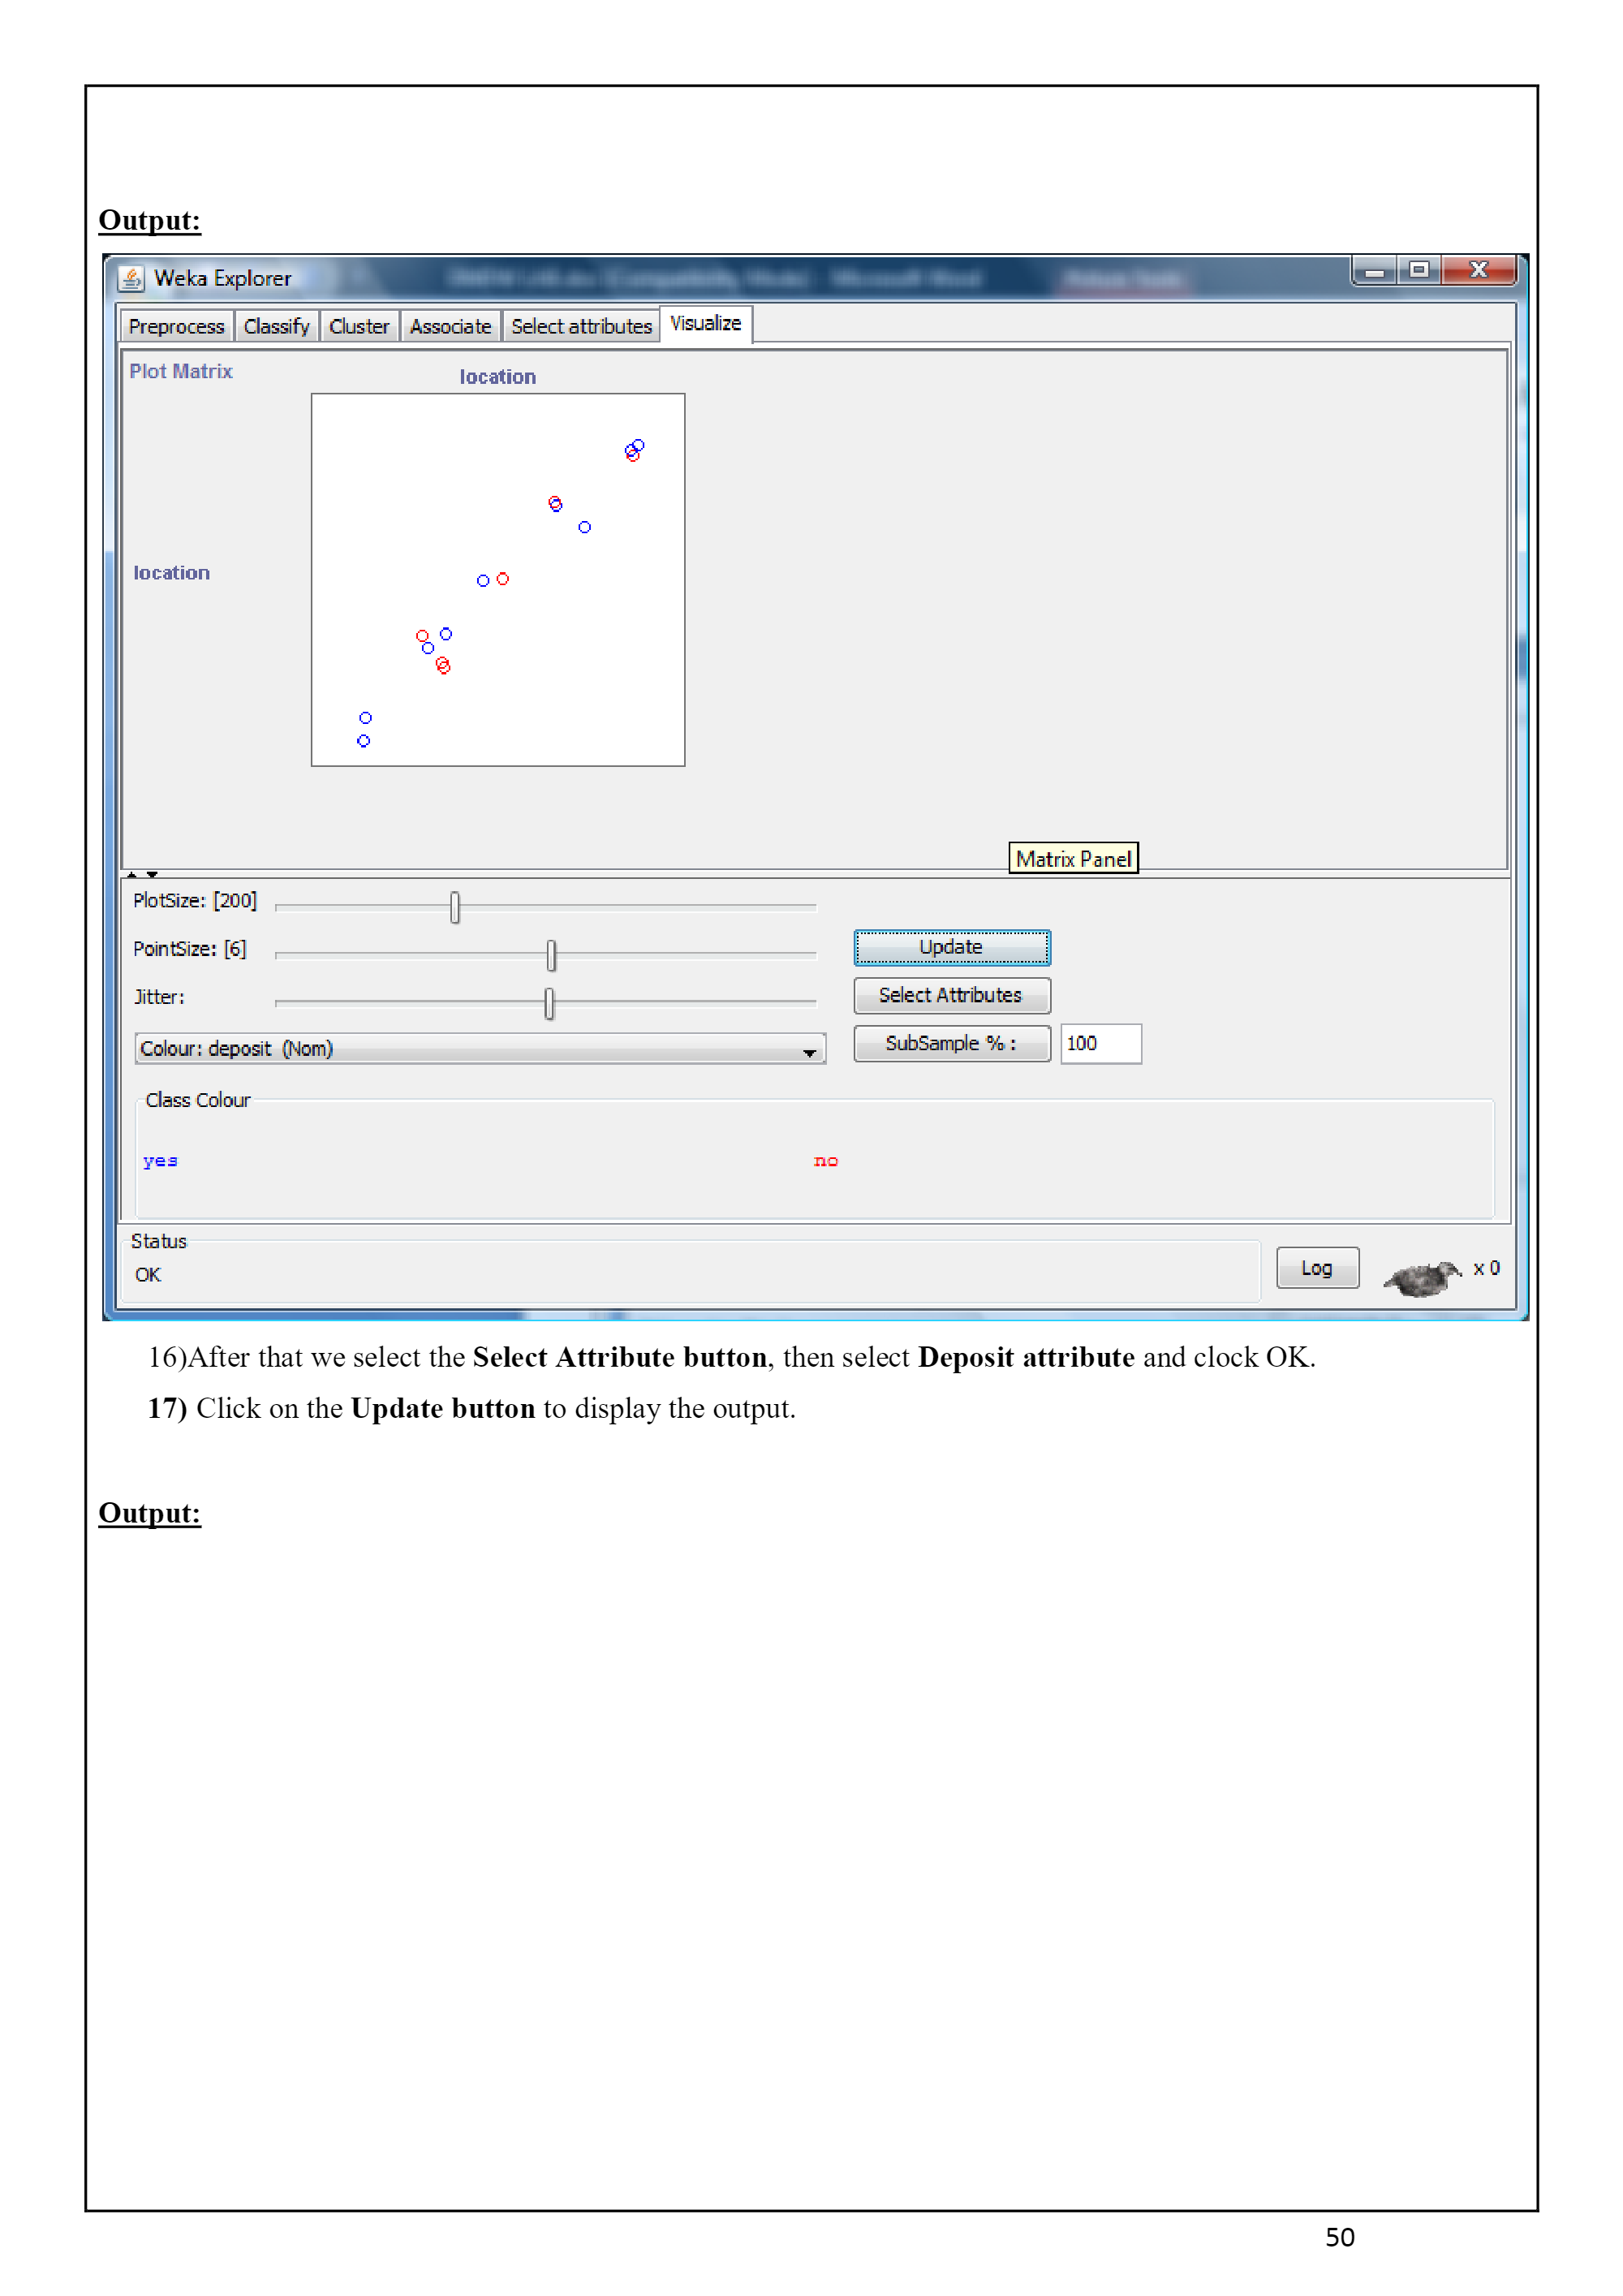 Output:
Weka Explorer
Preprocess Classify Cluster Associate Select attributes Visualize
Plot Matrix
location
location
Matrix Panel
PlotSize: [200]
PointSize: [6]
Update
Jitter:
Select Attributes
Colour: deposit (Nom)
SubSample % : 100
Class Colour
yes no
Status
OK
Log
x 0
16)After that we select the Select Attribute button, then select Deposit attribute and clock OK.
17) Click on the Update button to display the output.
Output:
50